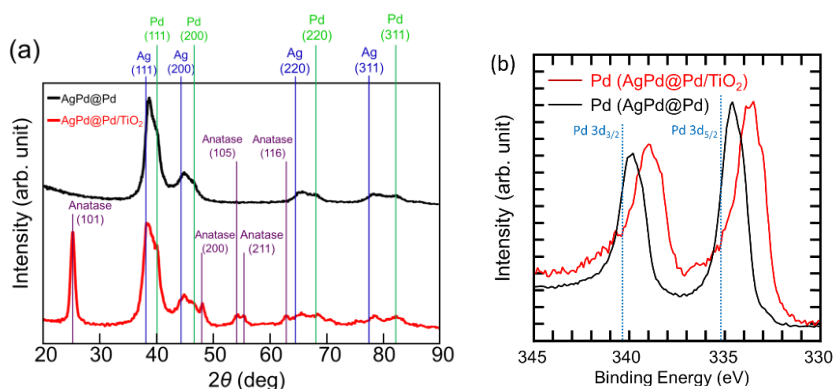 (a)
Pd
(111)
Pd
(200)
Pd
(220)
Pd
(311)
Ag
(111)
Ag
(200)
Ag
(220)
Ag
(311)
AgPd@Pd
AgPd@Pd/TiO₂
Anatase
(105)
Anatase
(116)
Anatase
(101)
Anatase
(200)
Anatase
(211)
Intensity (arb. unit)
20
30
40
50
60
70
80
90
2θ (deg)
(b)
Pd (AgPd@Pd/TiO₂)
Pd (AgPd@Pd)
Pd 3d₃/₂
Pd 3d₅/₂
Intensity (arb. unit)
345
340
335
330
Binding Energy (eV)